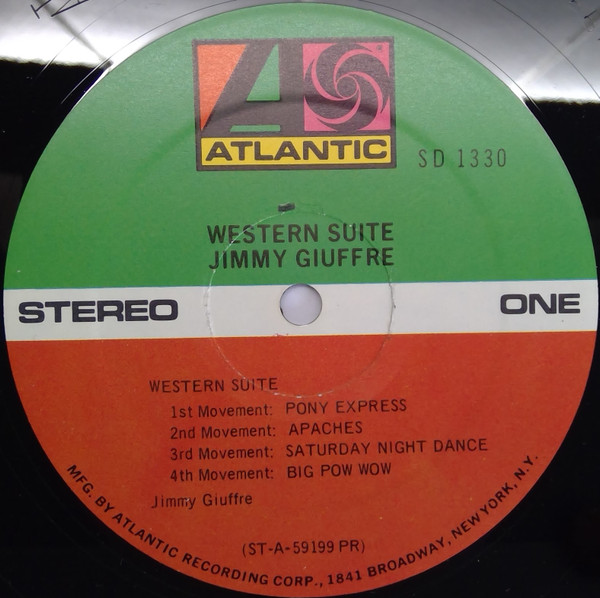 ATLANTIC
SD 1330
WESTERN SUITE
JIMMY GIUFFRE
STEREO
ONE
WESTERN SUITE
1st Movement: PONY EXPRESS
2nd Movement: APACHES
3rd Movement: SATURDAY NIGHT DANCE
4th Movement: BIG POW WOW
Jimmy Giuffre
(ST-A-59199 PR)
MFG. BY ATLANTIC RECORDING CORP., 1841 BROADWAY, NEW YORK, N.Y.